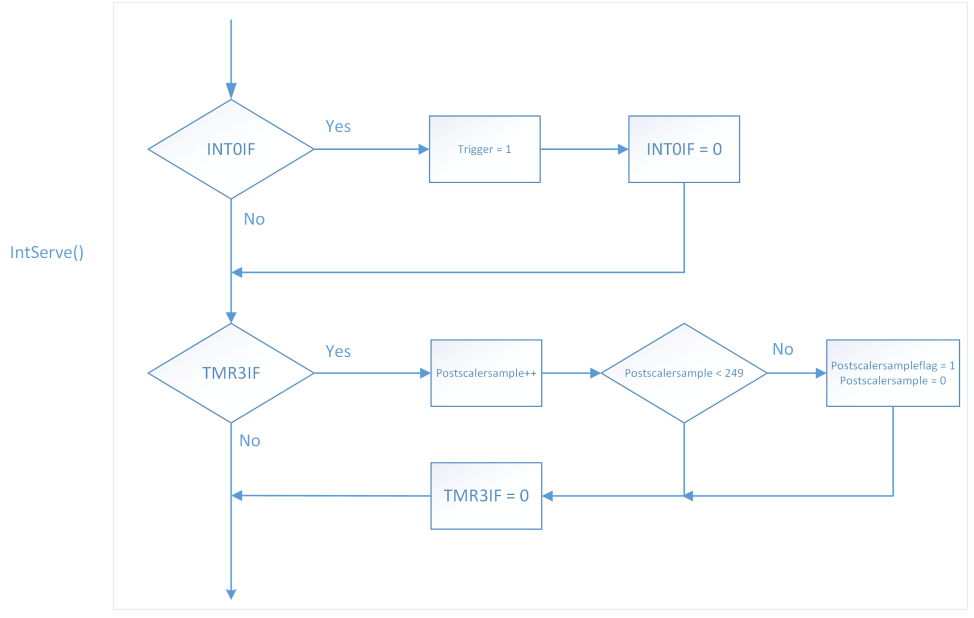 Yes
INT0IF
Trigger = 1
INT0IF = 0
No
IntServe()
Yes
No
TMR3IF
Postscalersample++
Postscalersample < 249
Postscalersampleflag = 1
Postscalersample = 0
No
TMR3IF = 0